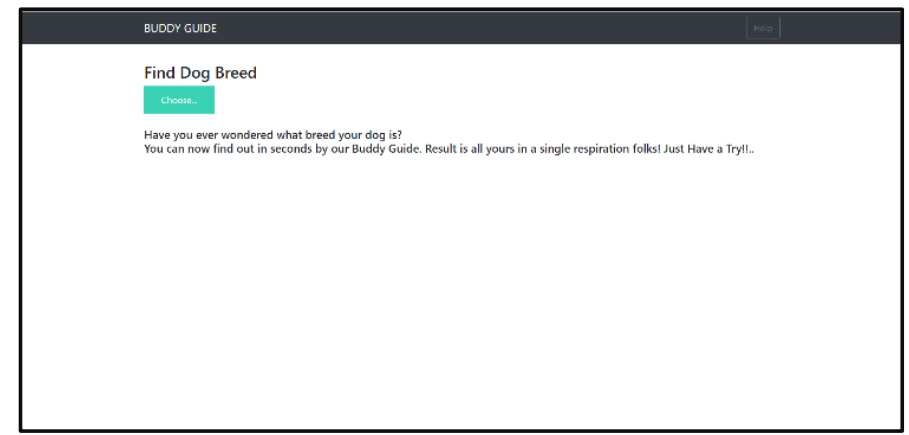 BUDDY GUIDE
Help
Find Dog Breed
Choose...
Have you ever wondered what breed your dog is?
You can now find out in seconds by our Buddy Guide. Result is all yours in a single respiration folks! Just Have a Try!!..